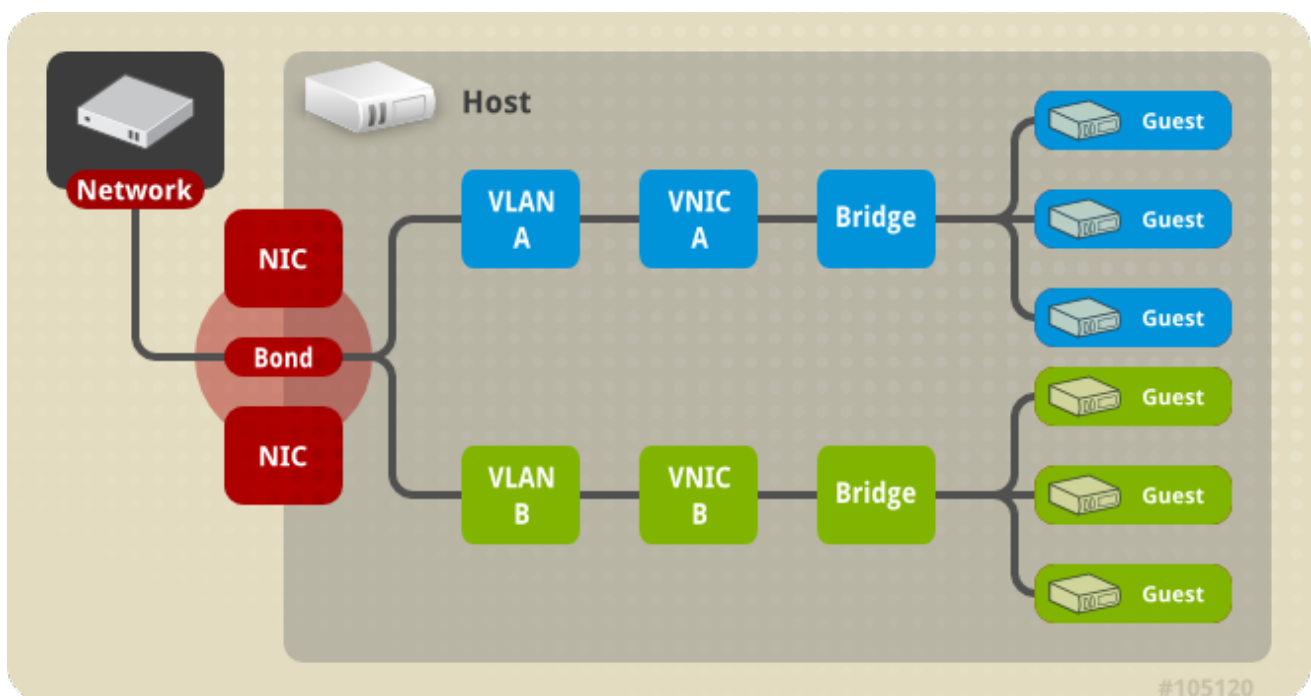 Host
Network
NIC
Bond
NIC
VLAN
A
VNIC
A
Bridge
Guest
Guest
Guest
VLAN
B
VNIC
B
Bridge
Guest
Guest
Guest
#105120